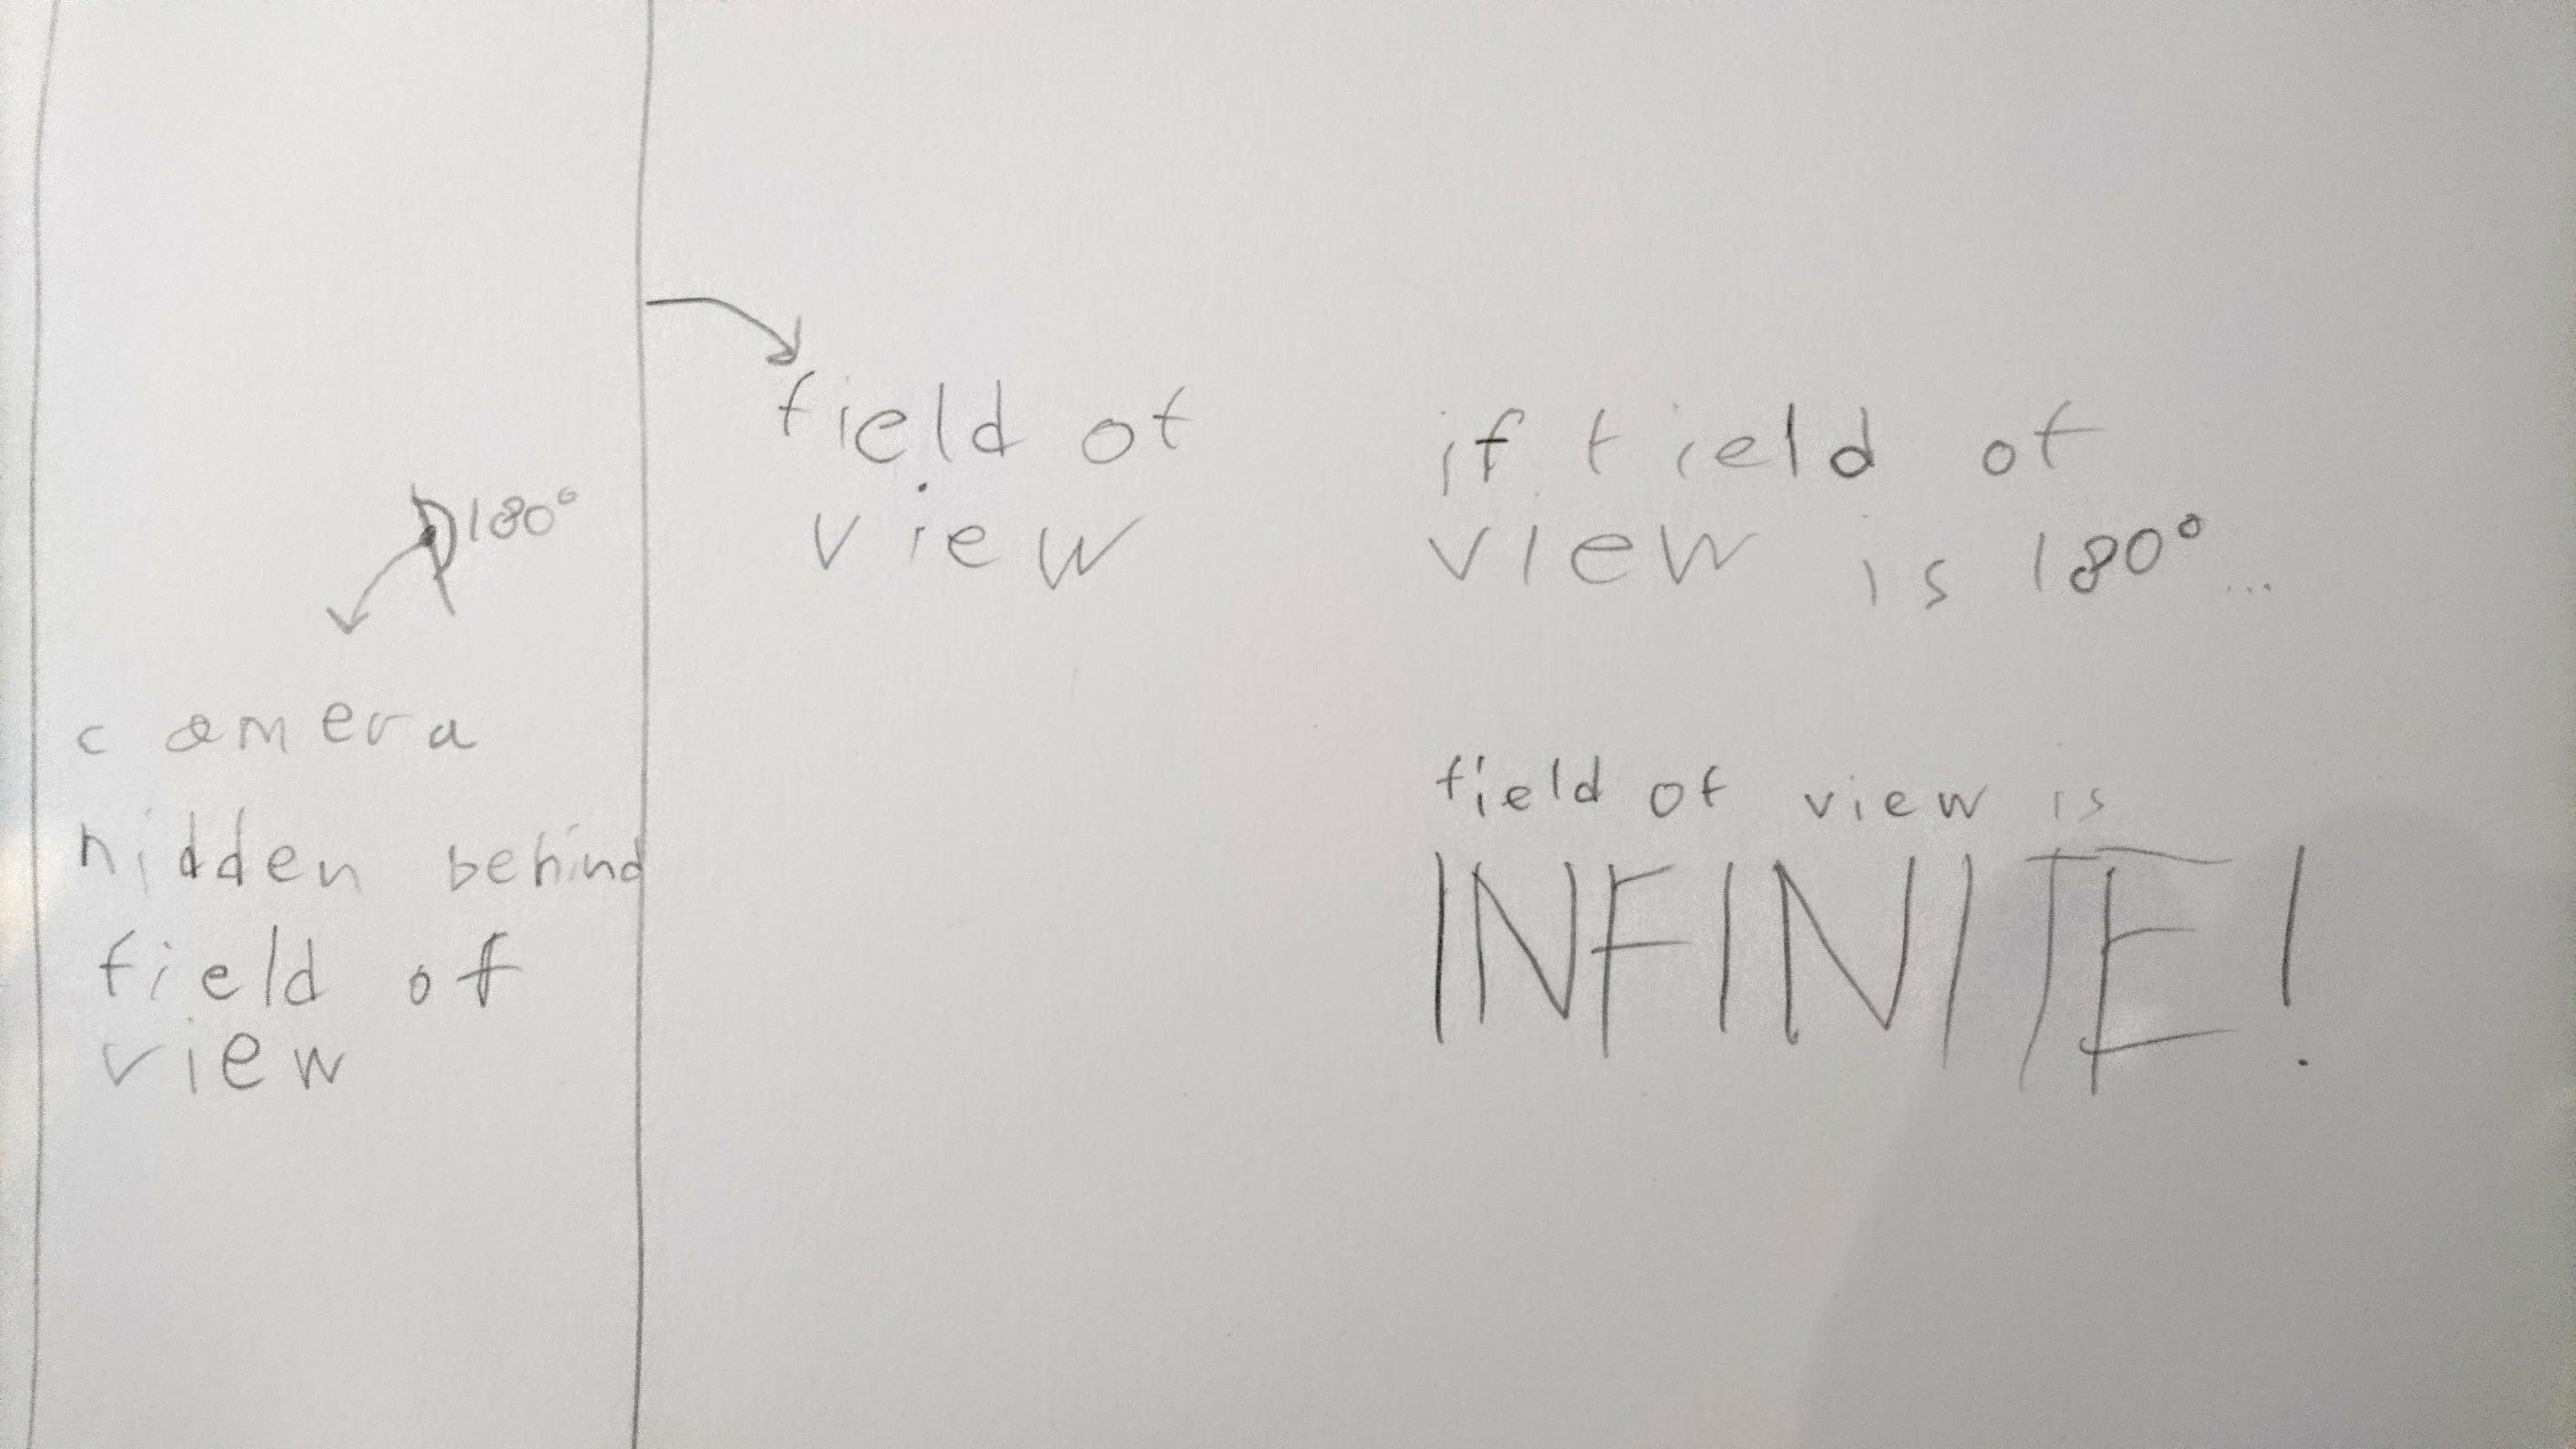 field of
view
180°
camera
hidden behind
field of
view
if field of
view is 180°...
field of view is
INFINITE!